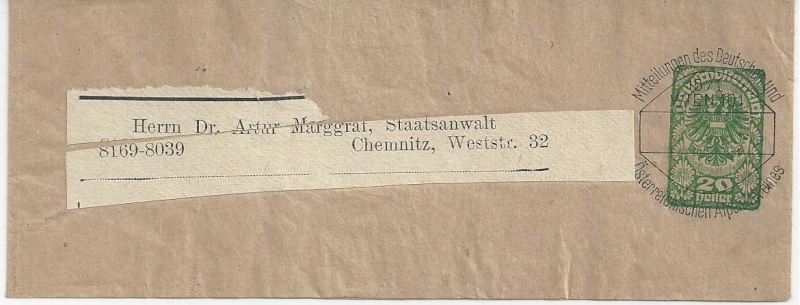 Herrn Dr. Artur Marggraf, Staatsanwalt
8169-8039 Chemnitz, Weststr. 32
Mitteilungen des Deutschen und
Österreichischen Alpenvereines
20
Heller